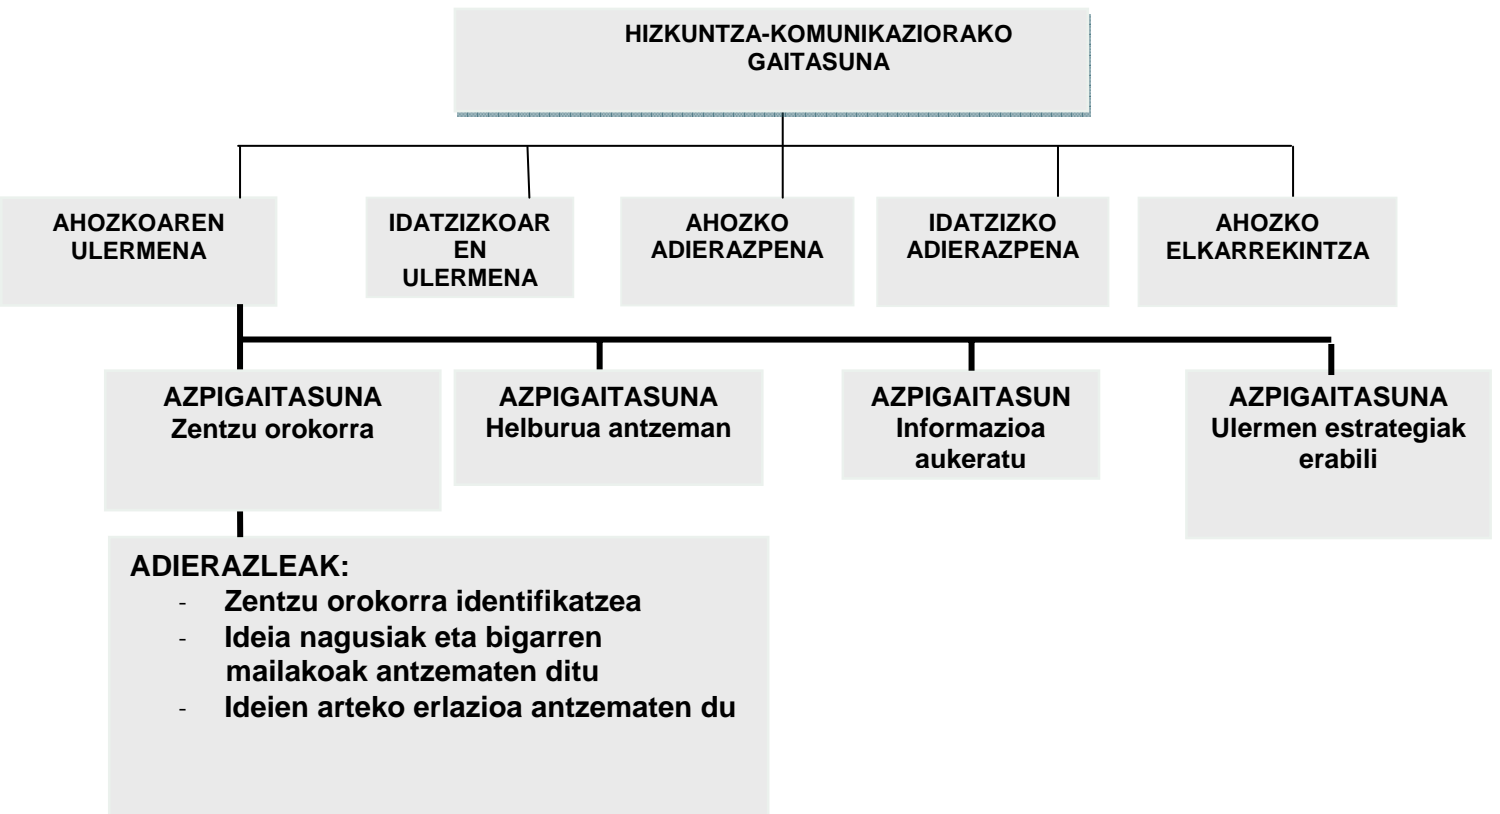 HIZKUNTZA-KOMUNIKAZIORAKO
GAITASUNA
AHOZKOAREN
ULERMENA
IDATZIZKOAR
EN
ULERMENA
AHOZKO
ADIERAZPENA
IDATZIZKO
ADIERAZPENA
AHOZKO
ELKARREKINTZA
AZPIGAITASUNA
Zentzu orokorra
AZPIGAITASUNA
Helburua antzeman
AZPIGAITASUN
Informazioa
aukeratu
AZPIGAITASUNA
Ulermen estrategiak
erabili
ADIERAZLEAK:
- Zentzu orokorra identifikatzea
- Ideia nagusiak eta bigarren
mailakoak antzematen ditu
- Ideien arteko erlazioa antzematen du